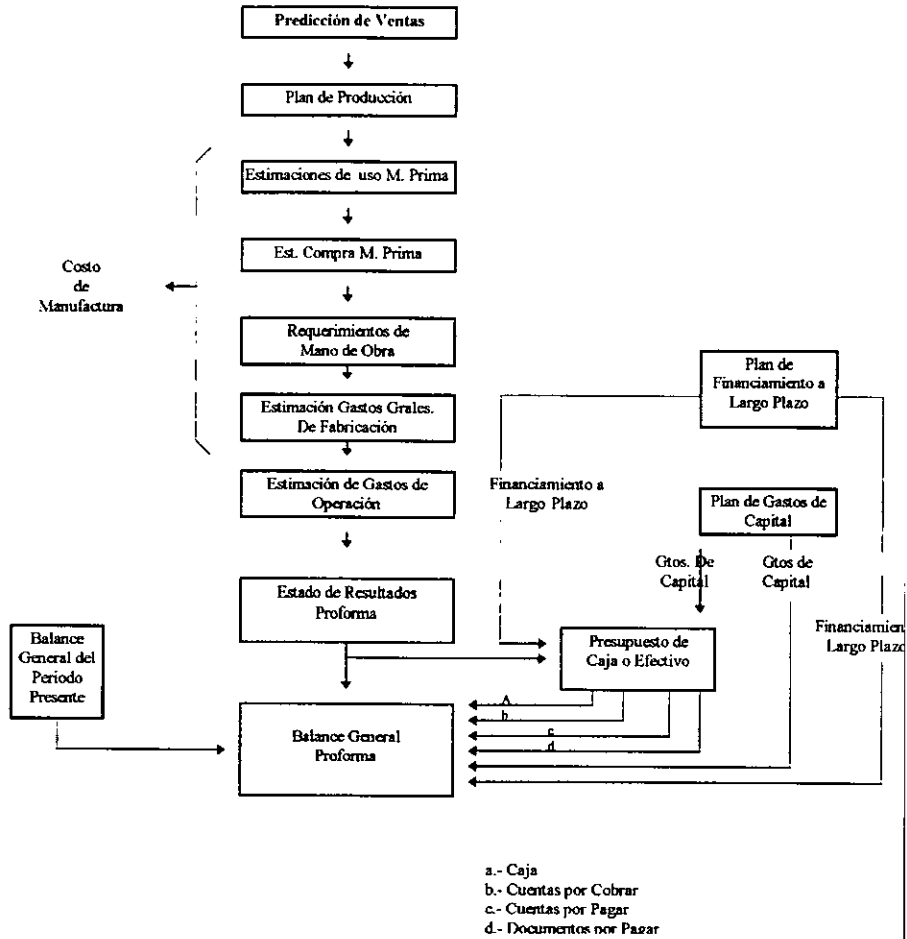 Predicción de Ventas
Plan de Producción
Estimaciones de uso M. Prima
Est. Compra M. Prima
Costo
de
Manufactura
Requerimientos de
Mano de Obra
Estimación Gastos Grales.
De Fabricación
Estimación de Gastos de
Operación
Plan de
Financiamiento a
Largo Plazo
Financiamiento a
Largo Plazo
Plan de Gastos de
Capital
Gtos. De
Capital
Gtos de
Capital
Estado de Resultados
Proforma
Balance
General del
Periodo
Presente
Presupuesto de
Caja o Efectivo
Financiamien
Largo Plazo
A
b
c
d
Balance General
Proforma
a.- Caja
b.- Cuentas por Cobrar
c.- Cuentas por Pagar
d.- Documentos por Pagar